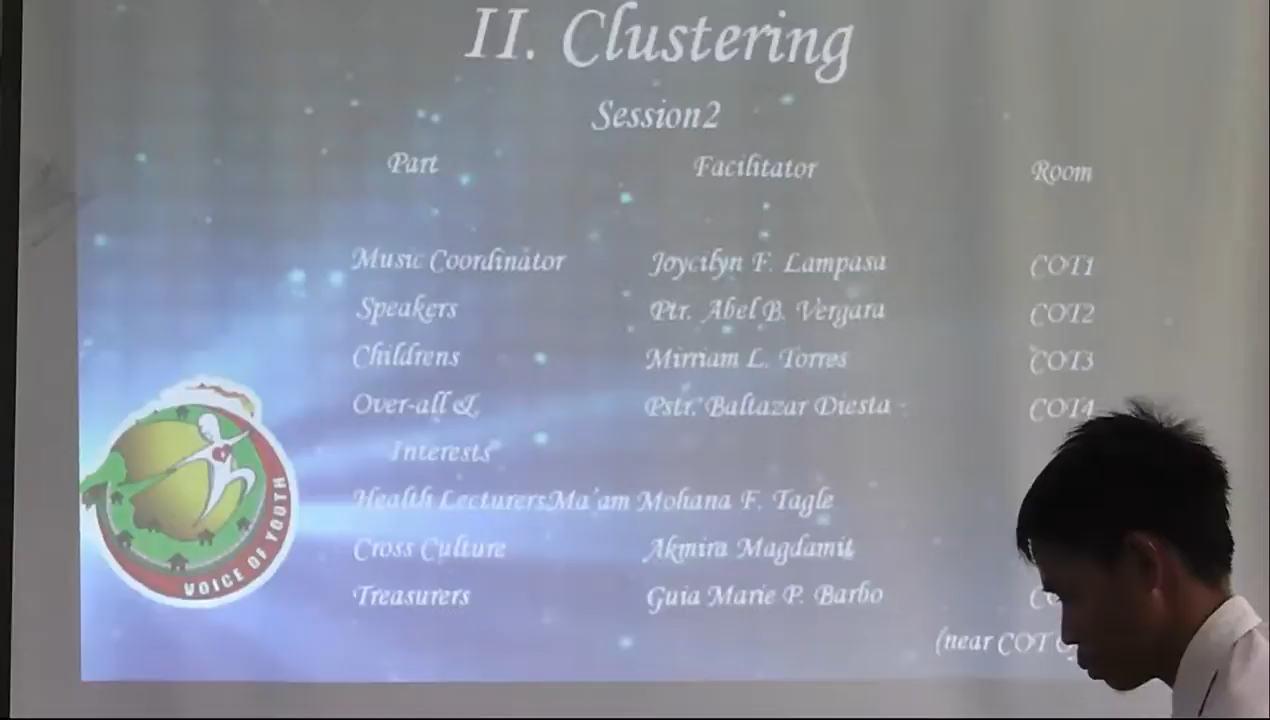 II. Clustering
Session2
Part Facilitator Room
Music Coordinator Joycilyn F. Lampasa COT1
Speakers Ptr. Abel B. Vergara COT2
Childrens Mirriam L. Torres COT3
Over-all & Pstr. Baltazar Diesta COT4
Interests
Health LecturersMa'am Mohana F. Tagle
Cross Culture Akmira Magdamit
Treasurers Guia Marie P. Barbo
(near COT
VOICE OF YOUTH